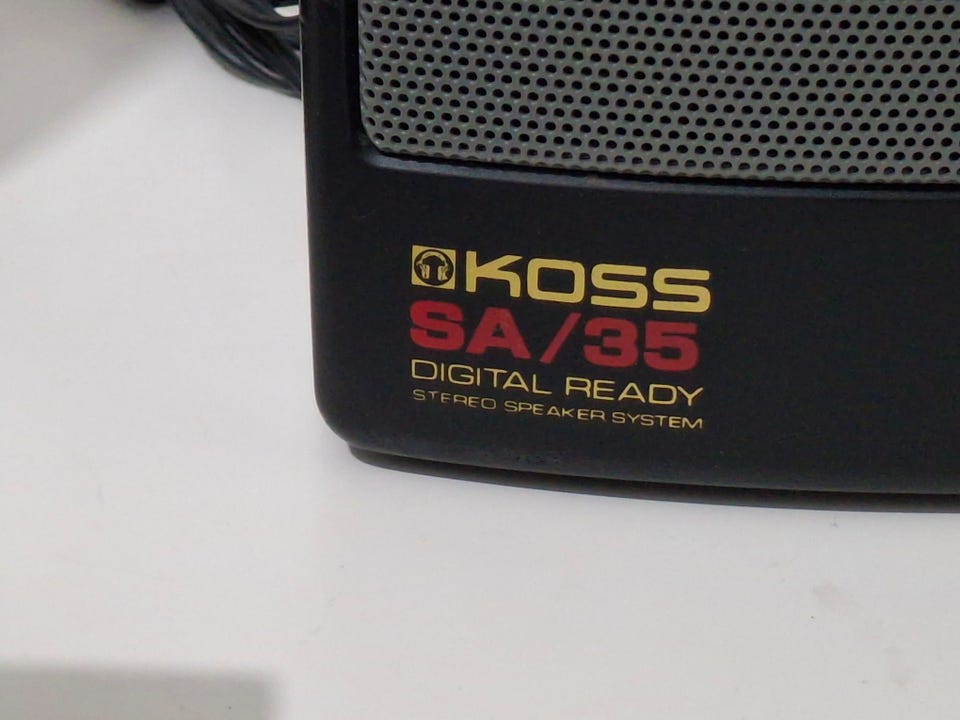 KOSS
SA/35
DIGITAL READY
STEREO SPEAKER SYSTEM